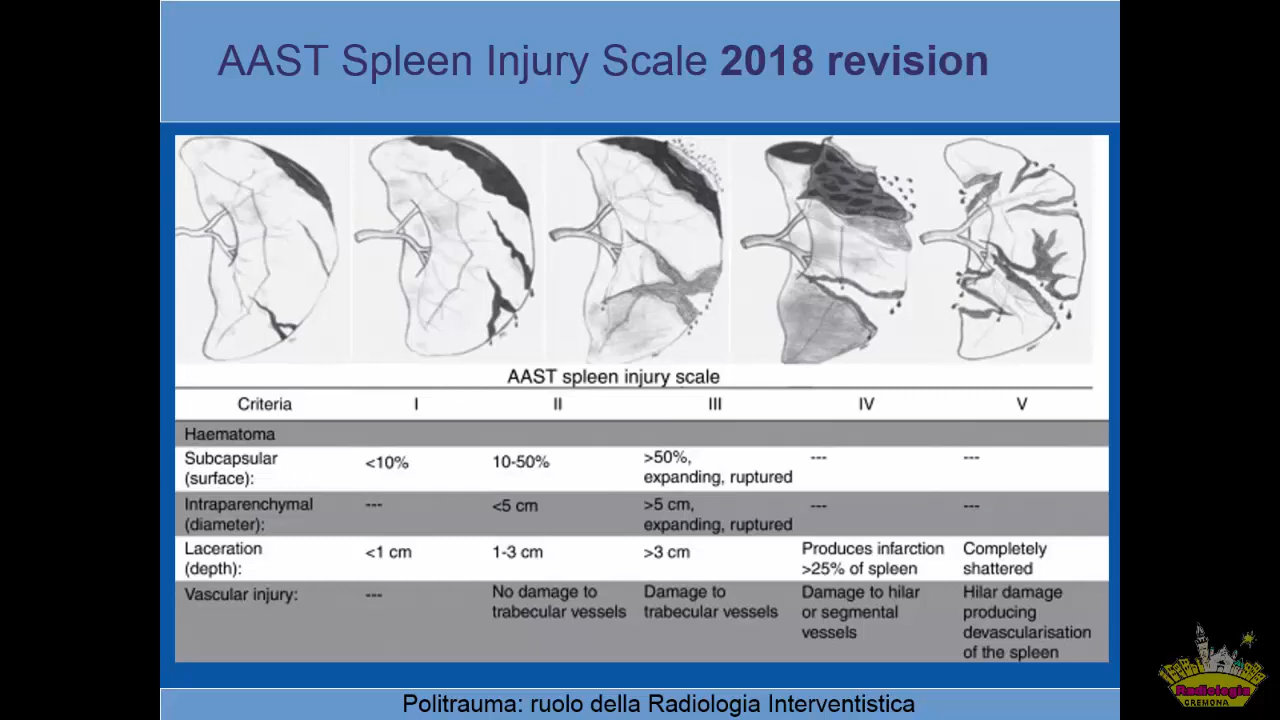 AAST Spleen Injury Scale 2018 revision
AAST spleen injury scale
Criteria I II III IV V
Haematoma
Subcapsular (surface): <10% 10-50% >50%, expanding, ruptured --- ---
Intraparenchymal (diameter): --- <5 cm >5 cm, expanding, ruptured --- ---
Laceration (depth): <1 cm 1-3 cm >3 cm Produces infarction >25% of spleen Completely shattered
Vascular injury: --- No damage to trabecular vessels Damage to trabecular vessels Damage to hilar or segmental vessels Hilar damage producing devascularisation of the spleen
Politrauma: ruolo della Radiologia Interventistica
Radiologia
CREMONA